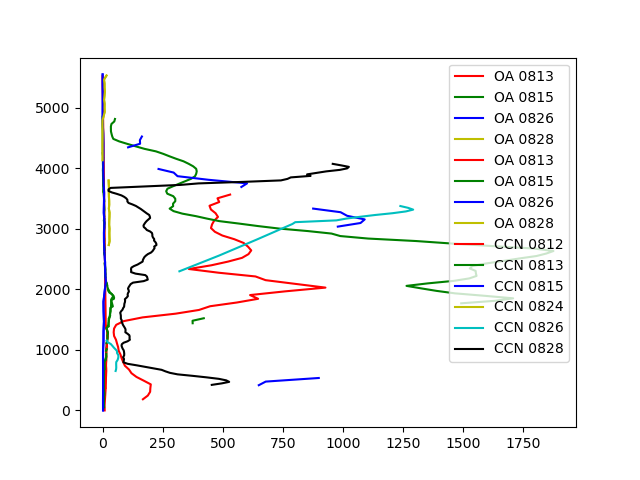 OA 0813
OA 0815
OA 0826
OA 0828
OA 0813
OA 0815
OA 0826
OA 0828
CCN 0812
CCN 0813
CCN 0815
CCN 0824
CCN 0826
CCN 0828
5000
4000
3000
2000
1000
0
0 250 500 750 1000 1250 1500 1750